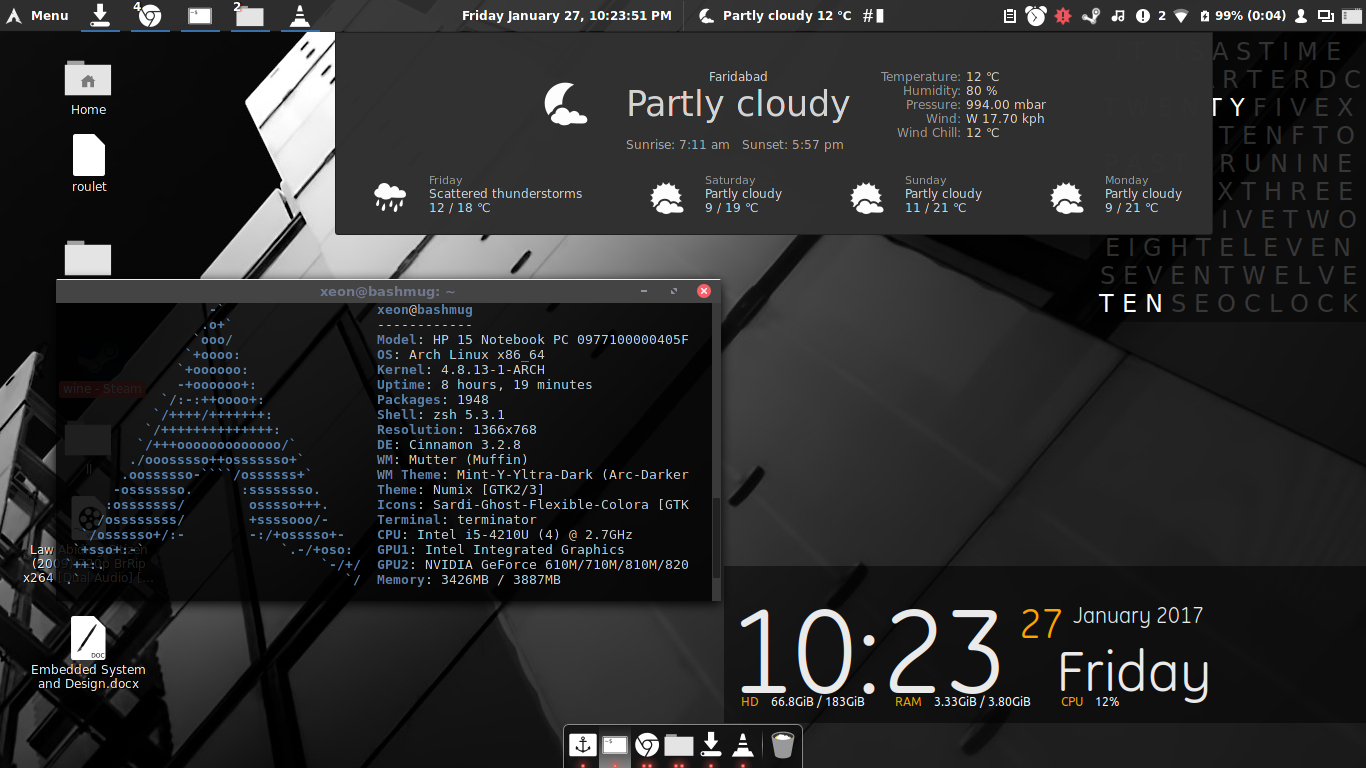 Menu
4
2
Friday January 27, 10:23:51 PM
Partly cloudy 12 °C
2
99% (0:04)
Home
roulet
Faridabad
Partly cloudy
Sunrise: 7:11 am Sunset: 5:57 pm
Temperature: 12 °C
Humidity: 80 %
Pressure: 994.00 mbar
Wind: W 17.70 kph
Wind Chill: 12 °C
Friday
Scattered thunderstorms
12 / 18 °C
Saturday
Partly cloudy
9 / 19 °C
Sunday
Partly cloudy
11 / 21 °C
Monday
Partly cloudy
9 / 21 °C
ASTIME
RTERDC
TYFIVEX
TENFTO
RUNINE
XTHREE
IVETWO
EIGHTELEVEN
SEVENTWELVE
TENSEOCLOCK
xeon@bashmug: ~
xeon@bashmug
------------
Model: HP 15 Notebook PC 0977100000405F
OS: Arch Linux x86_64
Kernel: 4.8.13-1-ARCH
Uptime: 8 hours, 19 minutes
Packages: 1948
Shell: zsh 5.3.1
Resolution: 1366x768
DE: Cinnamon 3.2.8
WM: Mutter (Muffin)
WM Theme: Mint-Y-Yltra-Dark (Arc-Darker
Theme: Numix [GTK2/3]
Icons: Sardi-Ghost-Flexible-Colora [GTK
Terminal: terminator
CPU: Intel i5-4210U (4) @ 2.7GHz
GPU1: Intel Integrated Graphics
GPU2: NVIDIA GeForce 610M/710M/810M/820
Memory: 3426MB / 3887MB
wine - Steam
Law
(2009) 720p BrRip
x264 [Dual Audio] [...
DOC
Embedded System
and Design.docx
10:23
27 January 2017
Friday
HD 66.8GiB / 183GiB RAM 3.33GiB / 3.80GiB CPU 12%